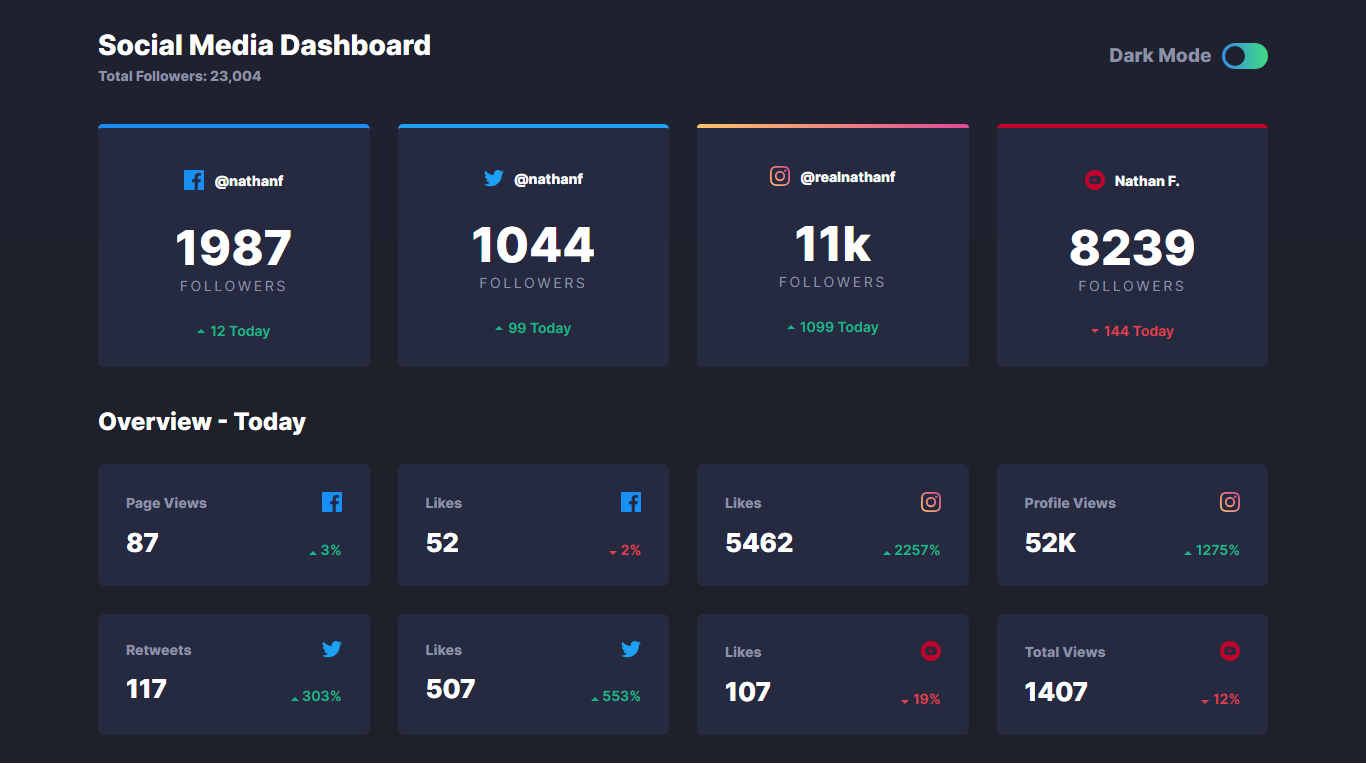 Social Media Dashboard
Total Followers: 23,004
Dark Mode
@nathanf
1987
FOLLOWERS
12 Today
@nathanf
1044
FOLLOWERS
99 Today
@realnathanf
11k
FOLLOWERS
1099 Today
Nathan F.
8239
FOLLOWERS
144 Today
Overview - Today
Page Views
87
3%
Likes
52
2%
Likes
5462
2257%
Profile Views
52K
1275%
Retweets
117
303%
Likes
507
553%
Likes
107
19%
Total Views
1407
12%